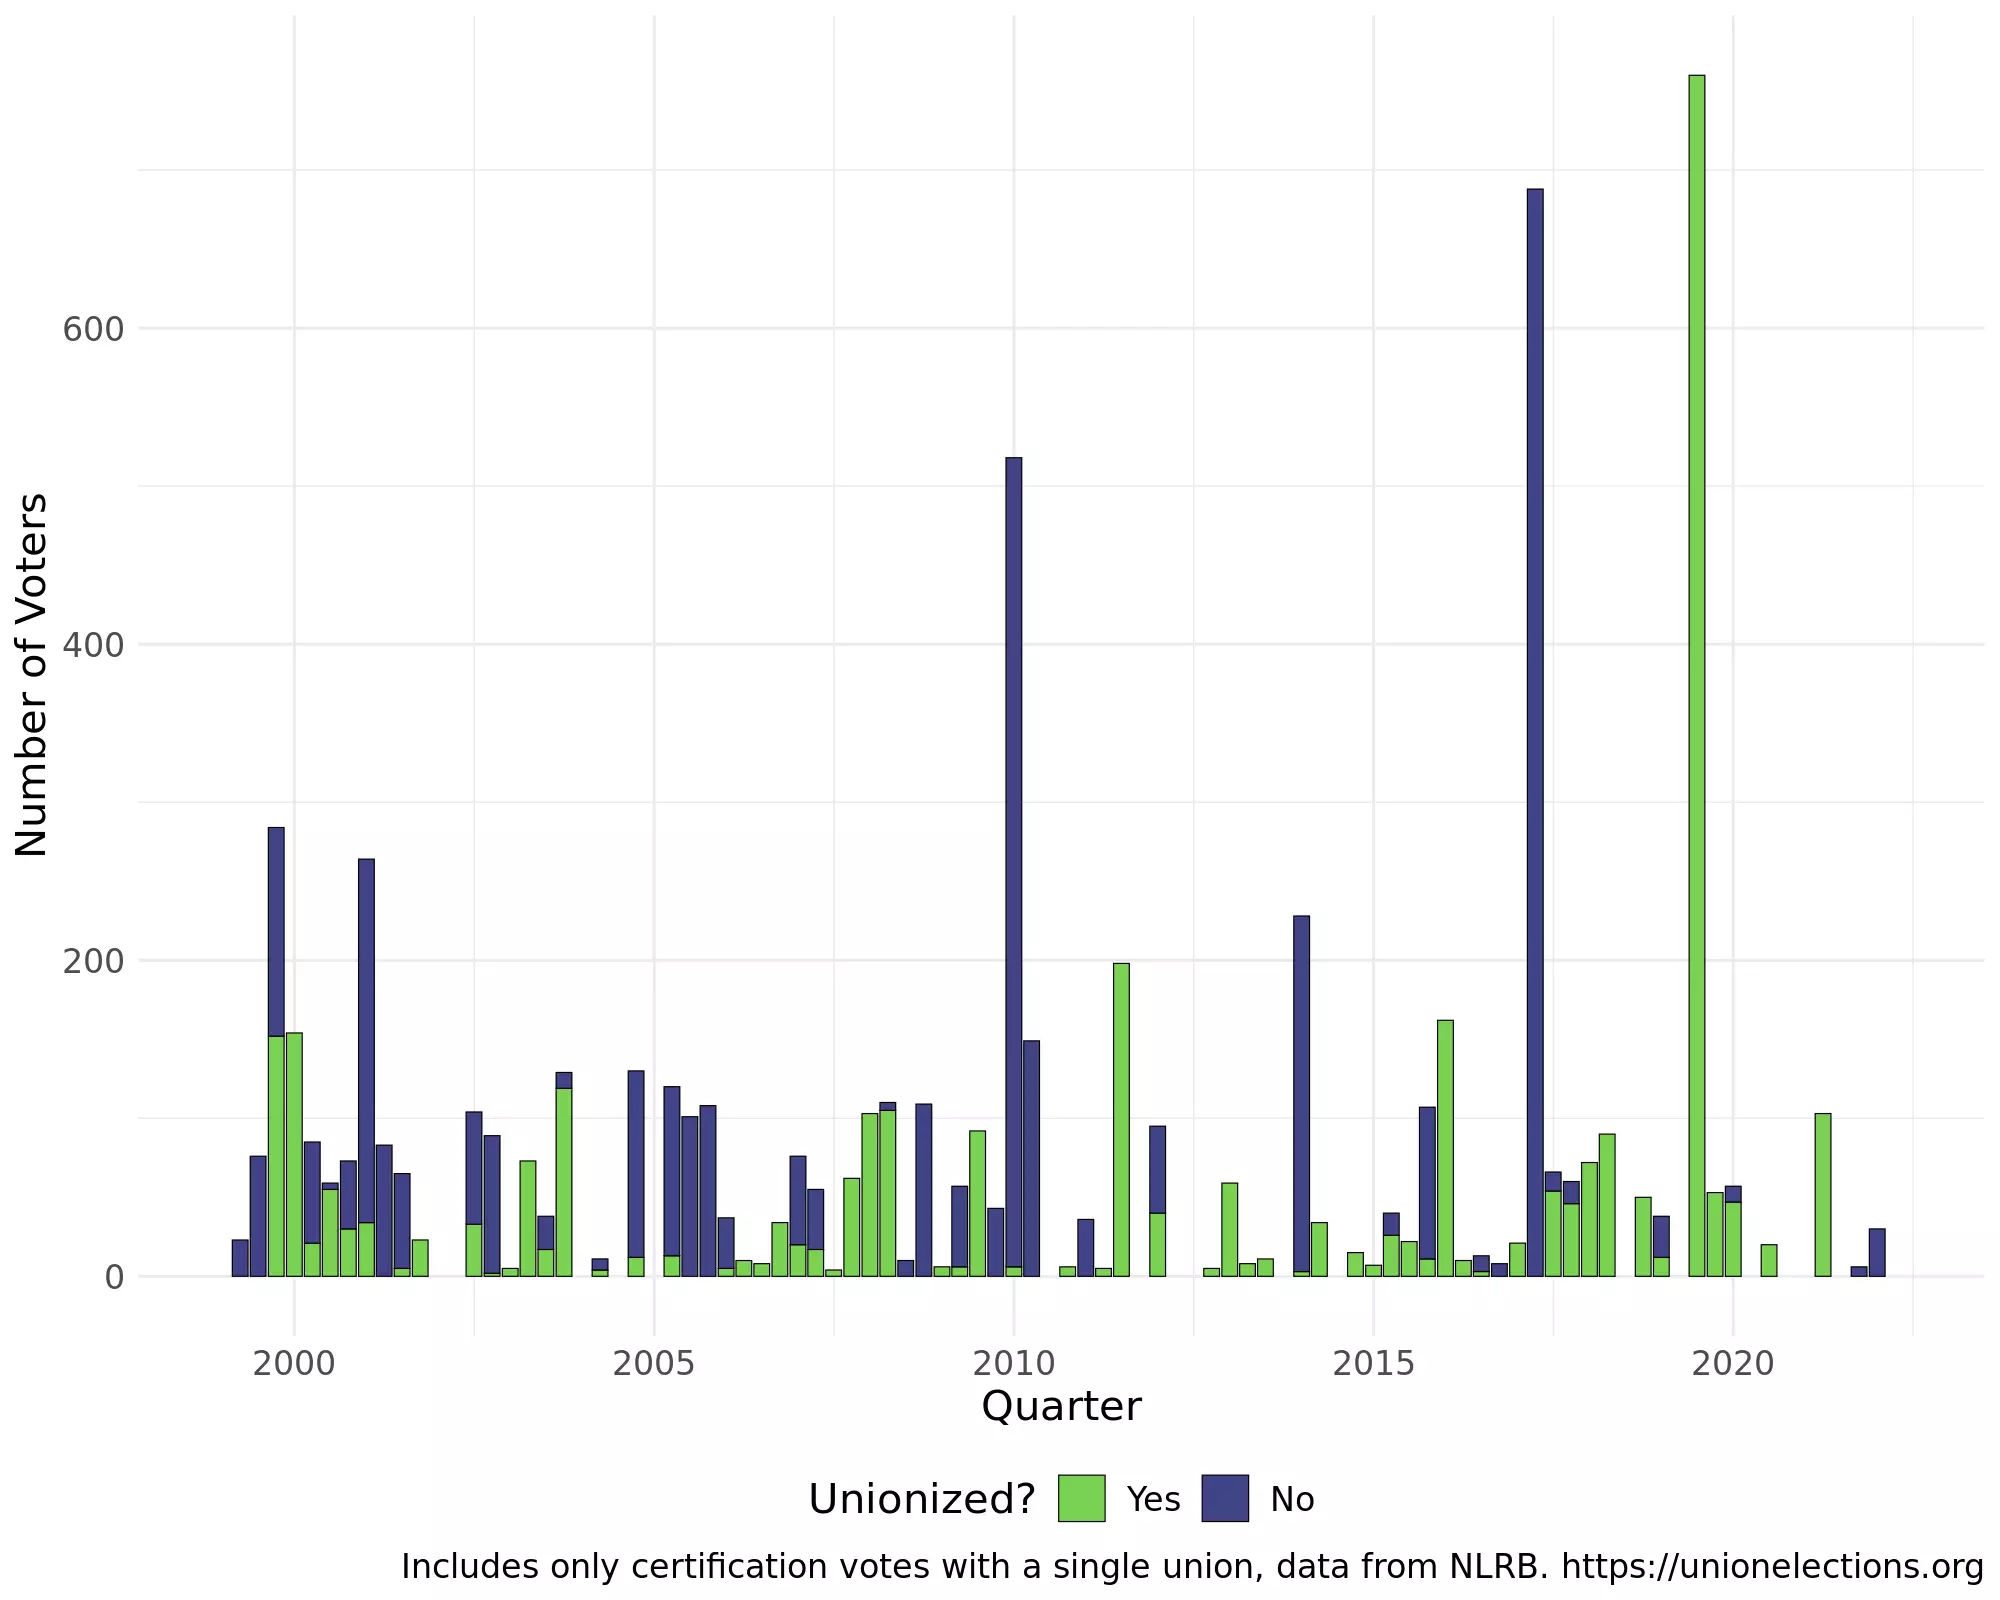 Number of Voters
600
400
200
0
2000 2005 2010 2015 2020
Quarter
Unionized? Yes No
Includes only certification votes with a single union, data from NLRB. https://unionelections.org